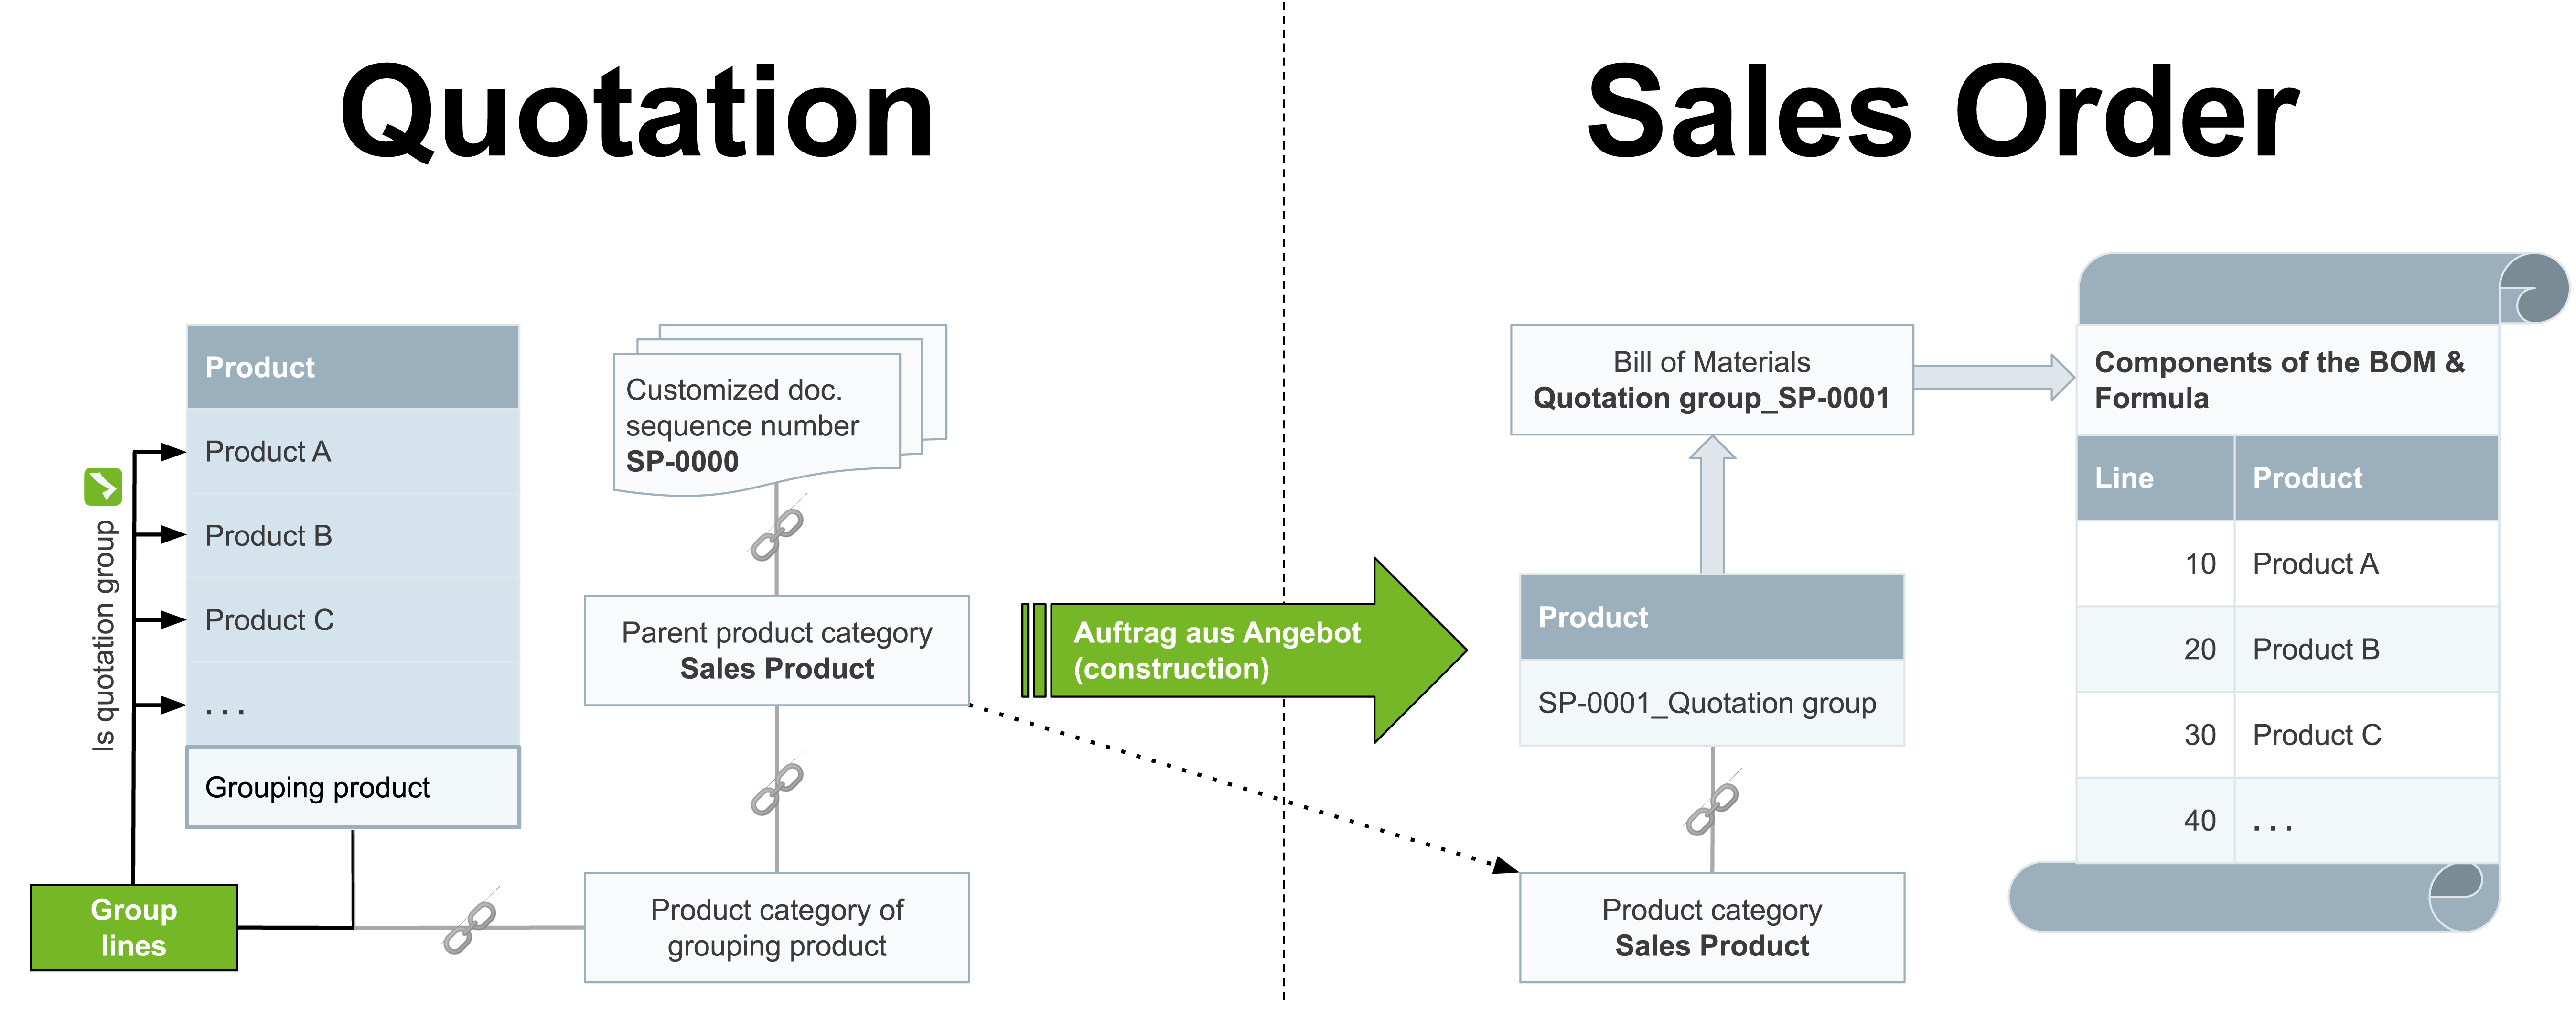 Quotation
Product
Product A
Product B
Product C
. . .
Grouping product
Is quotation group
Group
lines
Customized doc.
sequence number
SP-0000
Parent product category
Sales Product
Product category of
grouping product
Auftrag aus Angebot
(construction)
Sales Order
Bill of Materials
Quotation group_SP-0001
Product
SP-0001_Quotation group
Product category
Sales Product
Components of the BOM &
Formula
Line Product
10 Product A
20 Product B
30 Product C
40 . . .